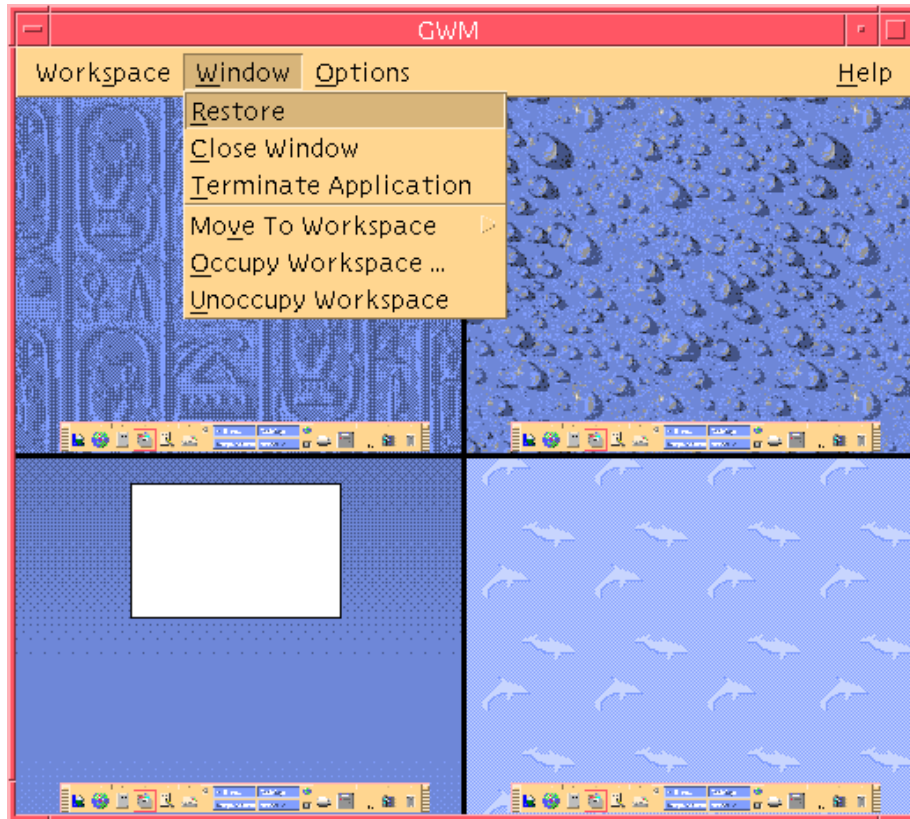 GWM
Workspace Window Options Help
Restore
Close Window
Terminate Application
Move To Workspace
Occupy Workspace ...
Unoccupy Workspace